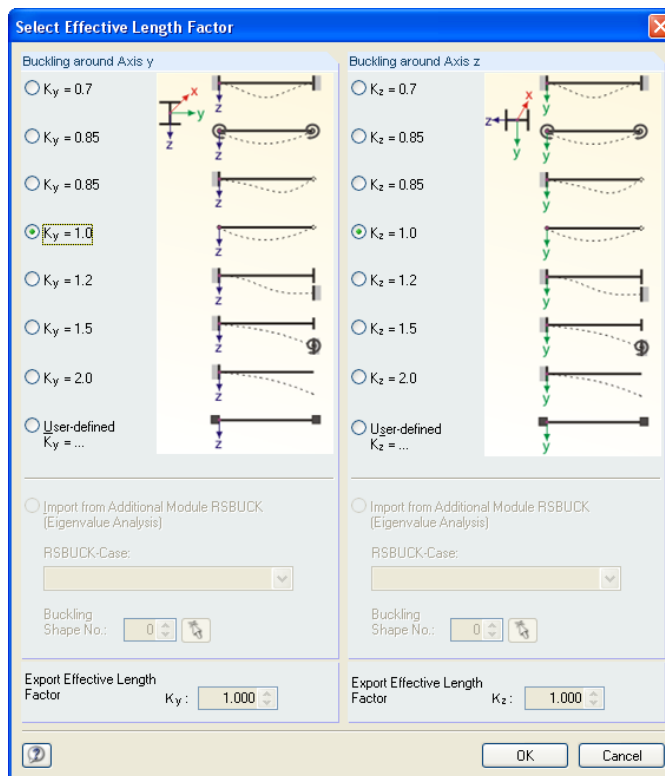 Select Effective Length Factor
Buckling around Axis y
Ky = 0.7
x
y
z
z
Ky = 0.85
z
Ky = 0.85
z
Ky = 1.0
z
Ky = 1.2
z
Ky = 1.5
z
Ky = 2.0
z
User-defined
Ky = ...
z
Import from Additional Module RSBUCK
(Eigenvalue Analysis)
RSBUCK-Case:
Buckling
Shape No.: 0
Export Effective Length
Factor Ky : 1.000
Buckling around Axis z
Kz = 0.7
x
z
y
y
Kz = 0.85
y
Kz = 0.85
y
Kz = 1.0
y
Kz = 1.2
y
Kz = 1.5
y
Kz = 2.0
y
User-defined
Kz = ...
y
Import from Additional Module RSBUCK
(Eigenvalue Analysis)
RSBUCK-Case:
Buckling
Shape No.: 0
Export Effective Length
Factor Kz : 1.000
OK
Cancel